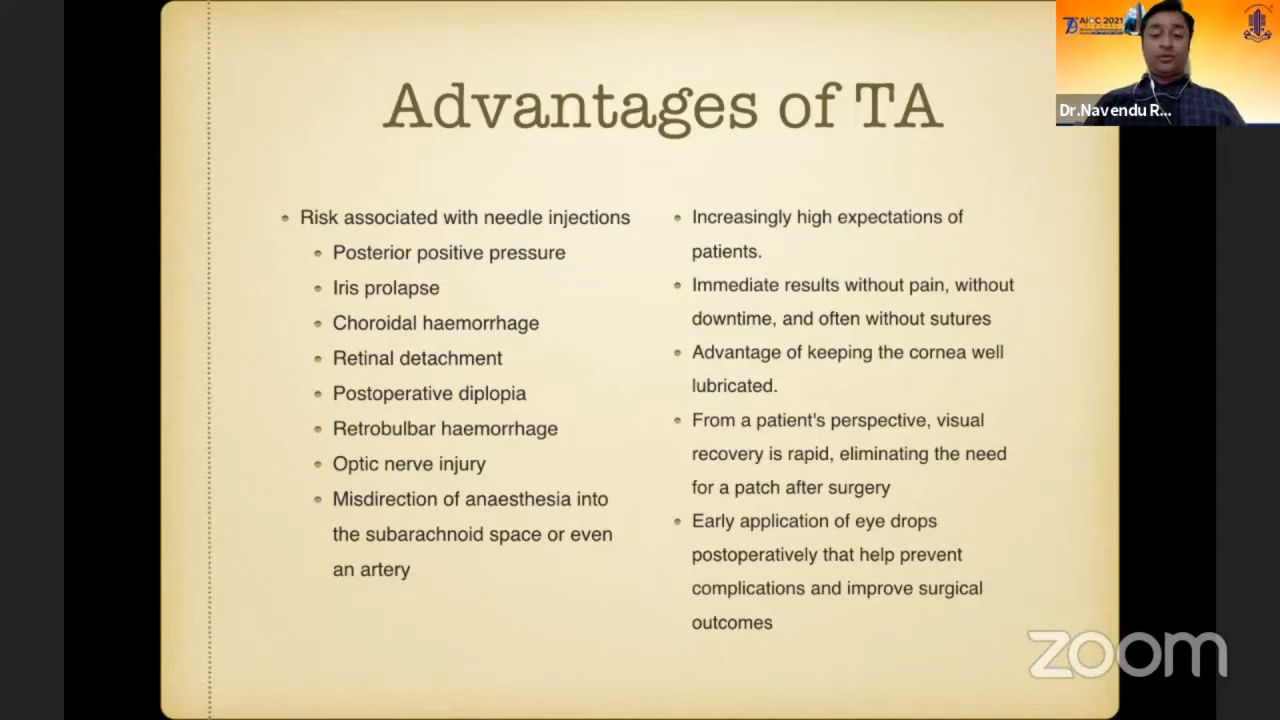 Advantages of TA
Risk associated with needle injections
Posterior positive pressure
Iris prolapse
Choroidal haemorrhage
Retinal detachment
Postoperative diplopia
Retrobulbar haemorrhage
Optic nerve injury
Misdirection of anaesthesia into
the subarachnoid space or even
an artery
Increasingly high expectations of
patients.
Immediate results without pain, without
downtime, and often without sutures
Advantage of keeping the cornea well
lubricated.
From a patient's perspective, visual
recovery is rapid, eliminating the need
for a patch after surgery
Early application of eye drops
postoperatively that help prevent
complications and improve surgical
outcomes
AIOC 2021
Dr.Navendu R...
zoom